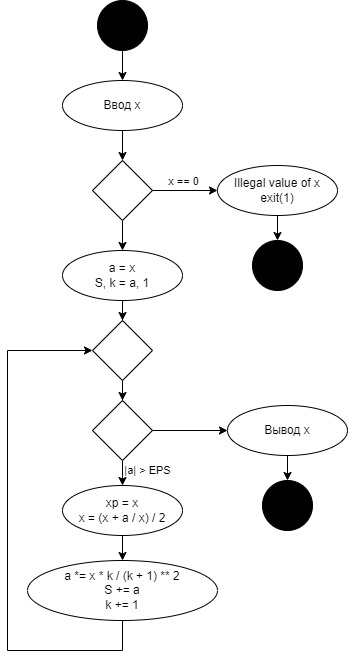 Ввод x
x == 0
Illegal value of x
exit(1)
a = x
S, k = a, 1
|a| > EPS
Вывод x
xp = x
x = (x + a / x) / 2
a *= x * k / (k + 1) ** 2
S += a
k += 1